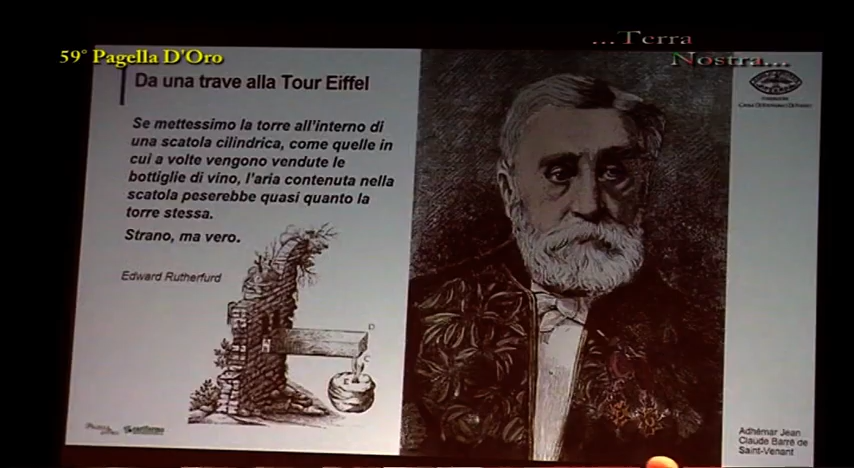 ...Terra
Nostra...
59° Pagella D'Oro
Da una trave alla Tour Eiffel
Se mettessimo la torre all'interno di
una scatola cilindrica, come quelle in
cui a volte vengono vendute le
bottiglie di vino, l'aria contenuta nella
scatola peserebbe quasi quanto la
torre stessa.
Strano, ma vero.
Edward Rutherfurd
D
C
Adhémar Jean
Claude Barré de
Saint-Venant